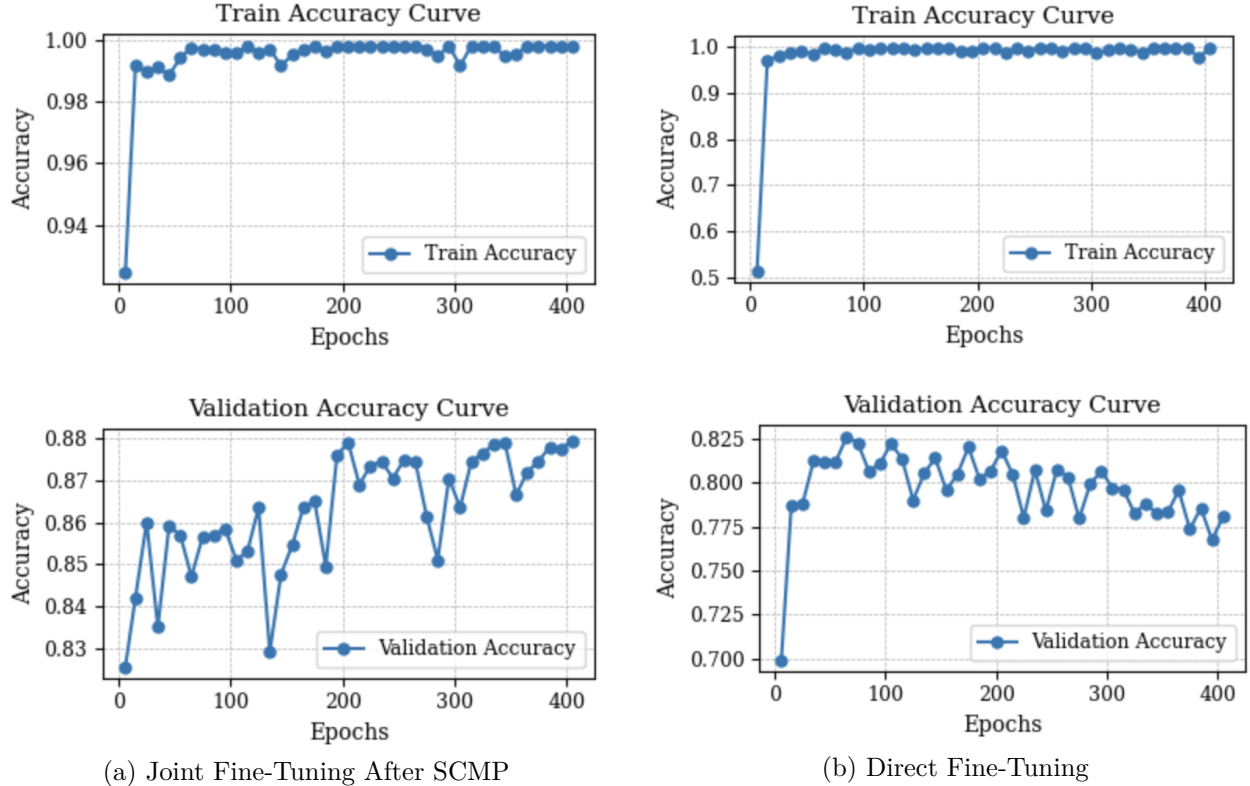 Train Accuracy Curve
1.00
0.98
0.96
0.94
Accuracy
Train Accuracy
0
100
200
300
400
Epochs
Validation Accuracy Curve
0.88
0.87
0.86
0.85
0.84
0.83
Accuracy
Validation Accuracy
0
100
200
300
400
Epochs
(a) Joint Fine-Tuning After SCMP
Train Accuracy Curve
1.0
0.9
0.8
0.7
0.6
0.5
Accuracy
Train Accuracy
0
100
200
300
400
Epochs
Validation Accuracy Curve
0.825
0.800
0.775
0.750
0.725
0.700
Accuracy
Validation Accuracy
0
100
200
300
400
Epochs
(b) Direct Fine-Tuning